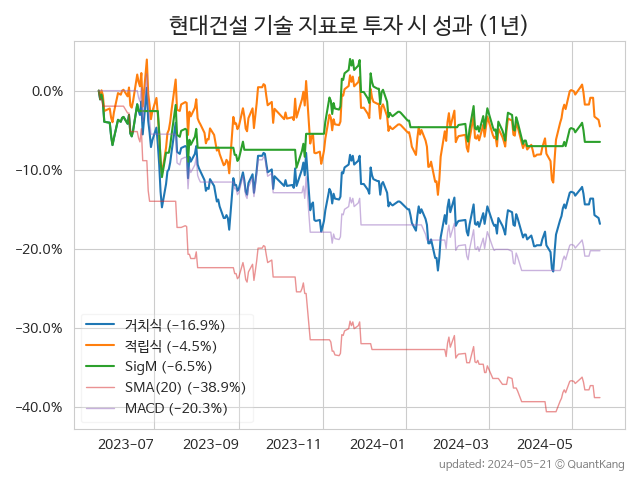 현대건설 기술 지표로 투자 시 성과 (1년)
0.0%
−10.0%
−20.0%
−30.0%
−40.0%
거치식 (−16.9%)
적립식 (−4.5%)
SigM (−6.5%)
SMA(20) (−38.9%)
MACD (−20.3%)
2023-07 2023-09 2023-11 2024-01 2024-03 2024-05
updated: 2024-05-21 © QuantKang